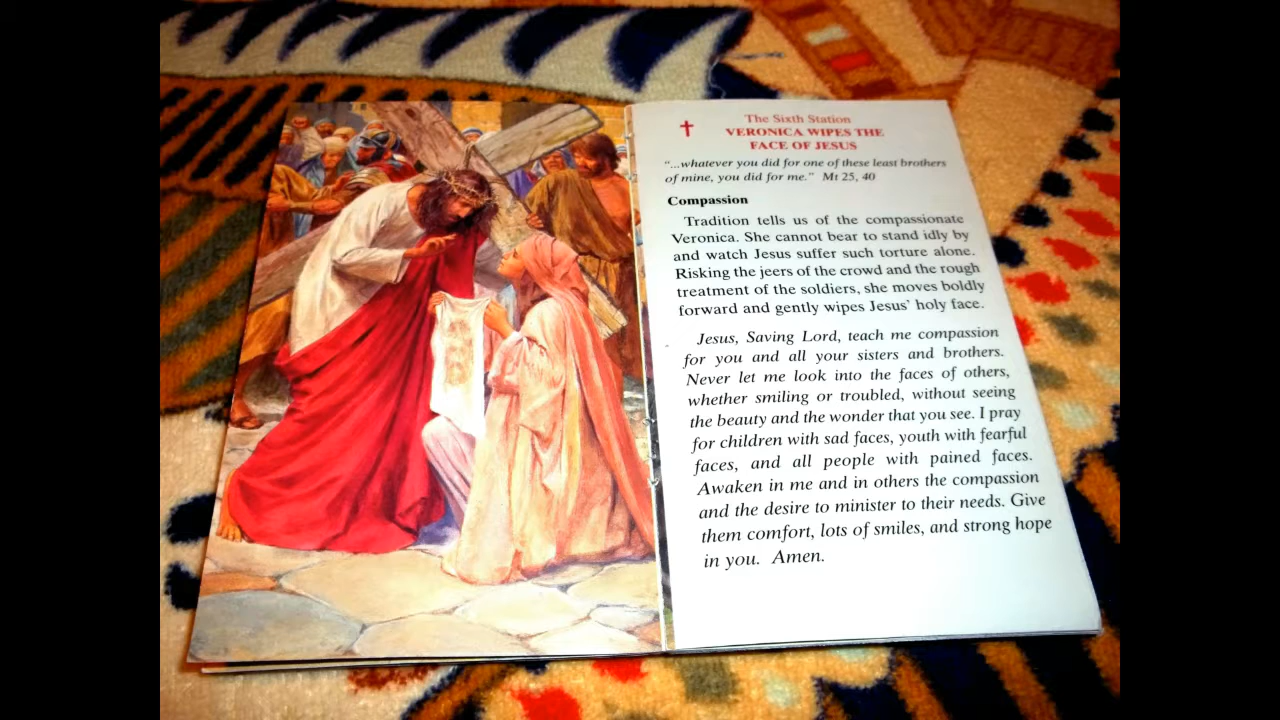 The Sixth Station
VERONICA WIPES THE
FACE OF JESUS
"...whatever you did for one of these least brothers
of mine, you did for me." Mt 25, 40
Compassion
Tradition tells us of the compassionate
Veronica. She cannot bear to stand idly by
and watch Jesus suffer such torture alone.
Risking the jeers of the crowd and the rough
treatment of the soldiers, she moves boldly
forward and gently wipes Jesus' holy face.
Jesus, Saving Lord, teach me compassion
for you and all your sisters and brothers.
Never let me look into the faces of others,
whether smiling or troubled, without seeing
the beauty and the wonder that you see. I pray
for children with sad faces, youth with fearful
faces, and all people with pained faces.
Awaken in me and in others the compassion
and the desire to minister to their needs. Give
them comfort, lots of smiles, and strong hope
in you. Amen.